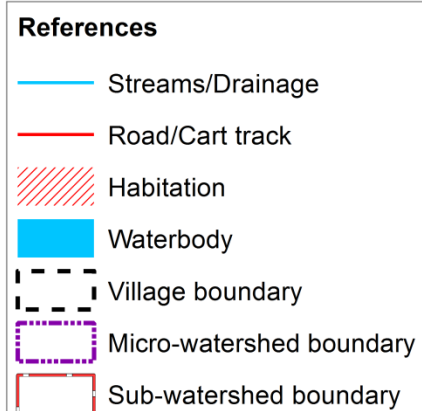 References
Streams/Drainage
Road/Cart track
Habitation
Waterbody
Village boundary
Micro-watershed boundary
Sub-watershed boundary